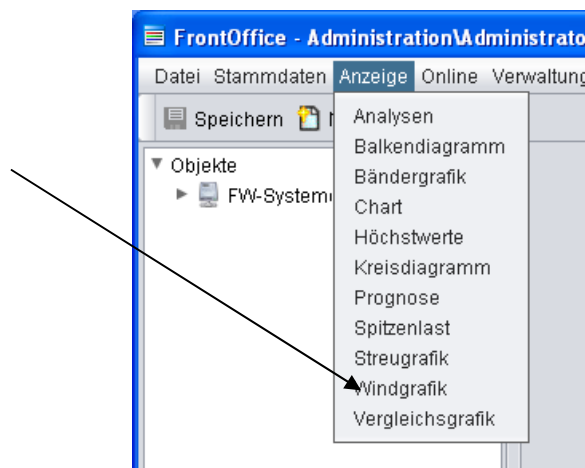 FrontOffice - Administration\Administrato
Datei Stammdaten Anzeige Online Verwaltung
Speichern
Analysen
Objekte
Balkendiagramm
FW-System
Bändergrafik
Chart
Höchstwerte
Kreisdiagramm
Prognose
Spitzenlast
Streugrafik
Windgrafik
Vergleichsgrafik